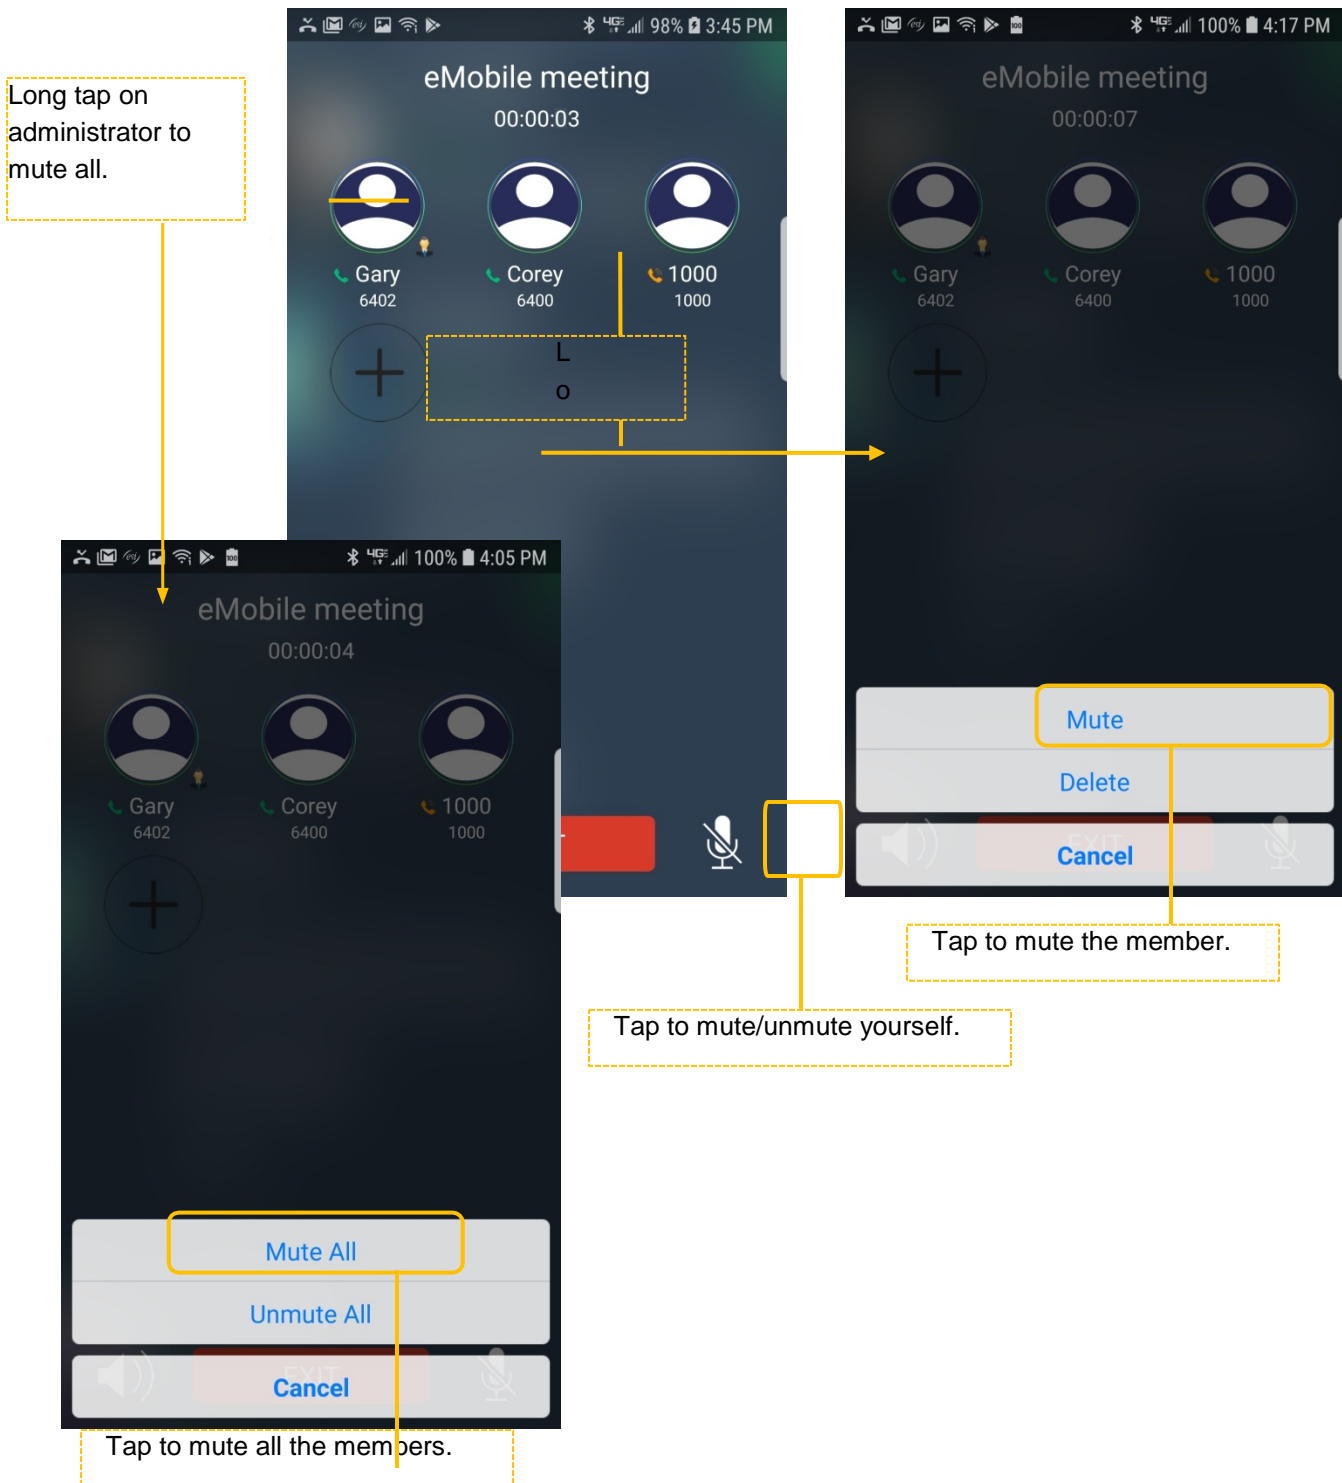 Long tap on
administrator to
mute all.
98% 3:45 PM
eMobile meeting
00:00:03
Gary
6402
Corey
6400
1000
1000
L
o
4GE 100% 4:17 PM
eMobile meeting
00:00:07
Gary
6402
Corey
6400
1000
1000
Mute
Delete
EXIT
Cancel
Tap to mute the member.
Tap to mute/unmute yourself.
100% 4:05 PM
eMobile meeting
00:00:04
Gary
6402
Corey
6400
1000
1000
Mute All
Unmute All
EXIT
Cancel
Tap to mute all the members.